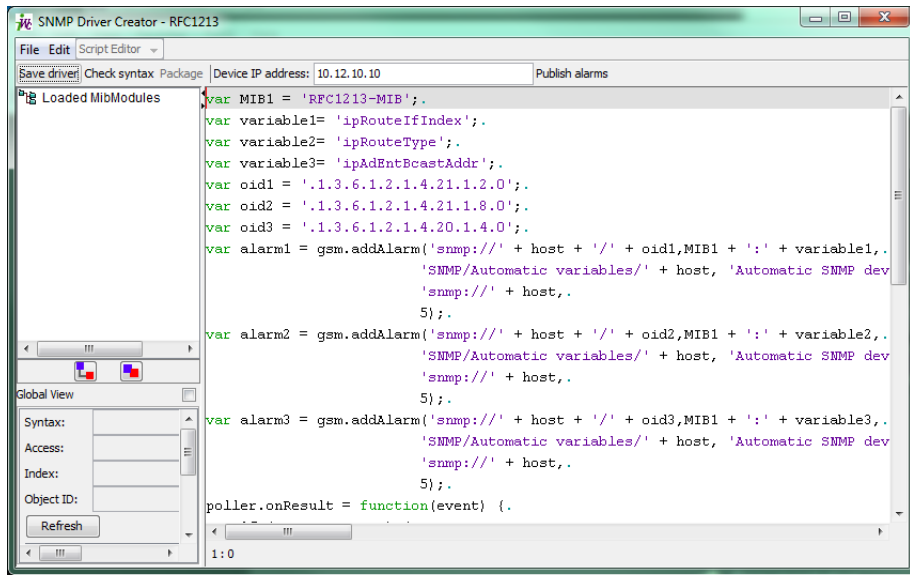 SNMP Driver Creator - RFC1213
File Edit Script Editor
Save driver Check syntax Package Device IP address: 10.12.10.10 Publish alarms
Loaded MibModules
var MIB1 = 'RFC1213-MIB';.
var variable1= 'ipRouteIfIndex';.
var variable2= 'ipRouteType';.
var variable3= 'ipAdEntBcastAddr';.
var oid1 = '.1.3.6.1.2.1.4.21.1.2.0';.
var oid2 = '.1.3.6.1.2.1.4.21.1.8.0';.
var oid3 = '.1.3.6.1.2.1.4.20.1.4.0';.
var alarm1 = gsm.addAlarm('snmp://' + host + '/' + oid1,MIB1 + ':' + variable1,.
'SNMP/Automatic variables/' + host, 'Automatic SNMP dev
'snmp://' + host,.
5);.
var alarm2 = gsm.addAlarm('snmp://' + host + '/' + oid2,MIB1 + ':' + variable2,.
'SNMP/Automatic variables/' + host, 'Automatic SNMP dev
'snmp://' + host,.
5);.
var alarm3 = gsm.addAlarm('snmp://' + host + '/' + oid3,MIB1 + ':' + variable3,.
'SNMP/Automatic variables/' + host, 'Automatic SNMP dev
'snmp://' + host,.
5);.
poller.onResult = function(event) {.
Global View
Syntax:
Access:
Index:
Object ID:
Refresh
1:0